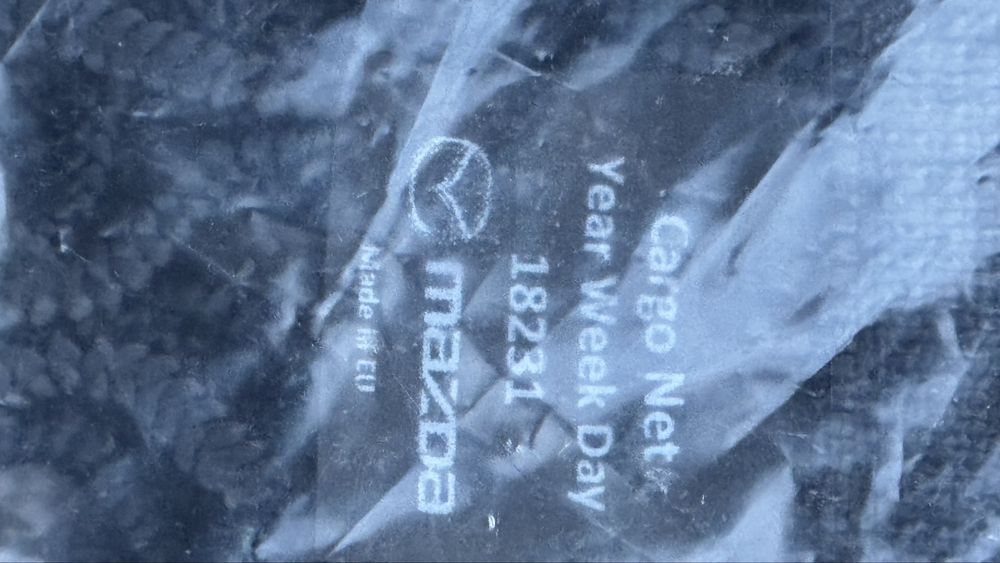 Cargo Net
Year Week Day
18231
mazda
Made in EU